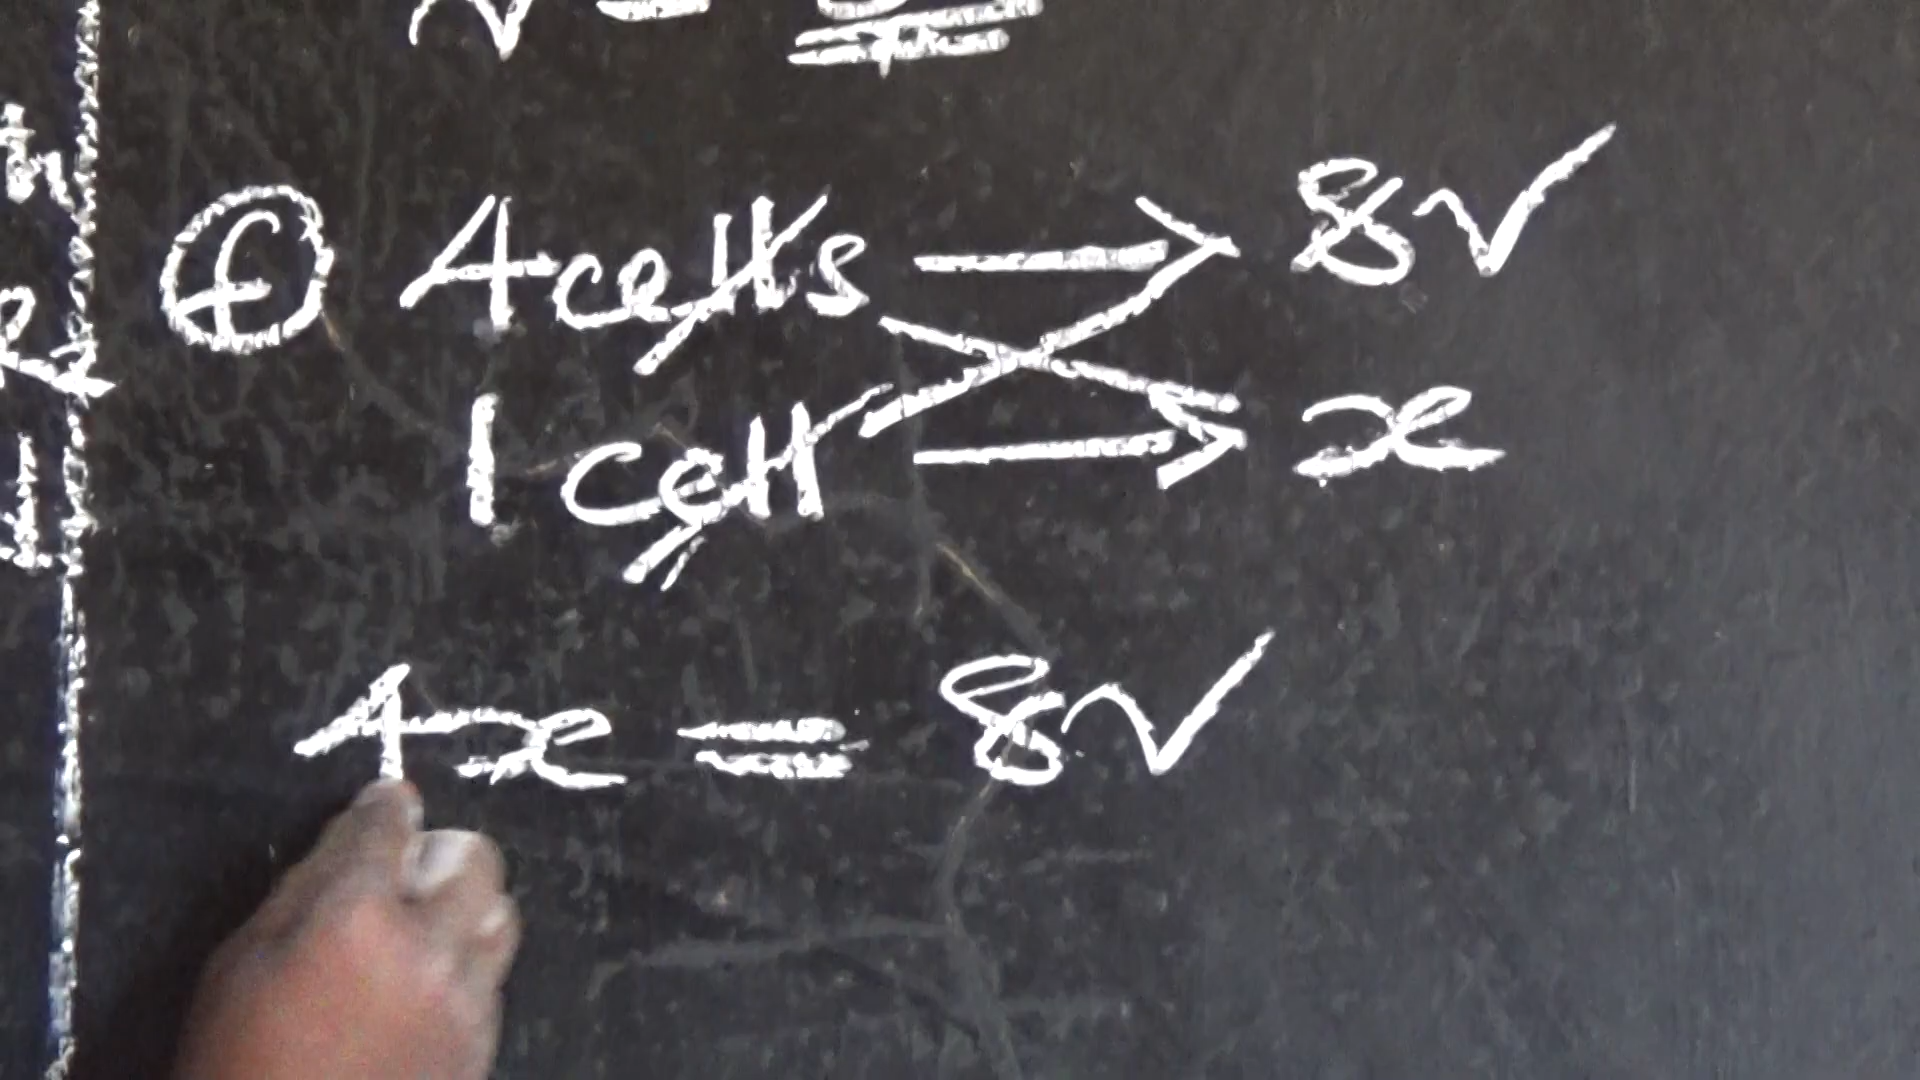 (f) 4cells → 8V
1 cell → x
4x = 8V